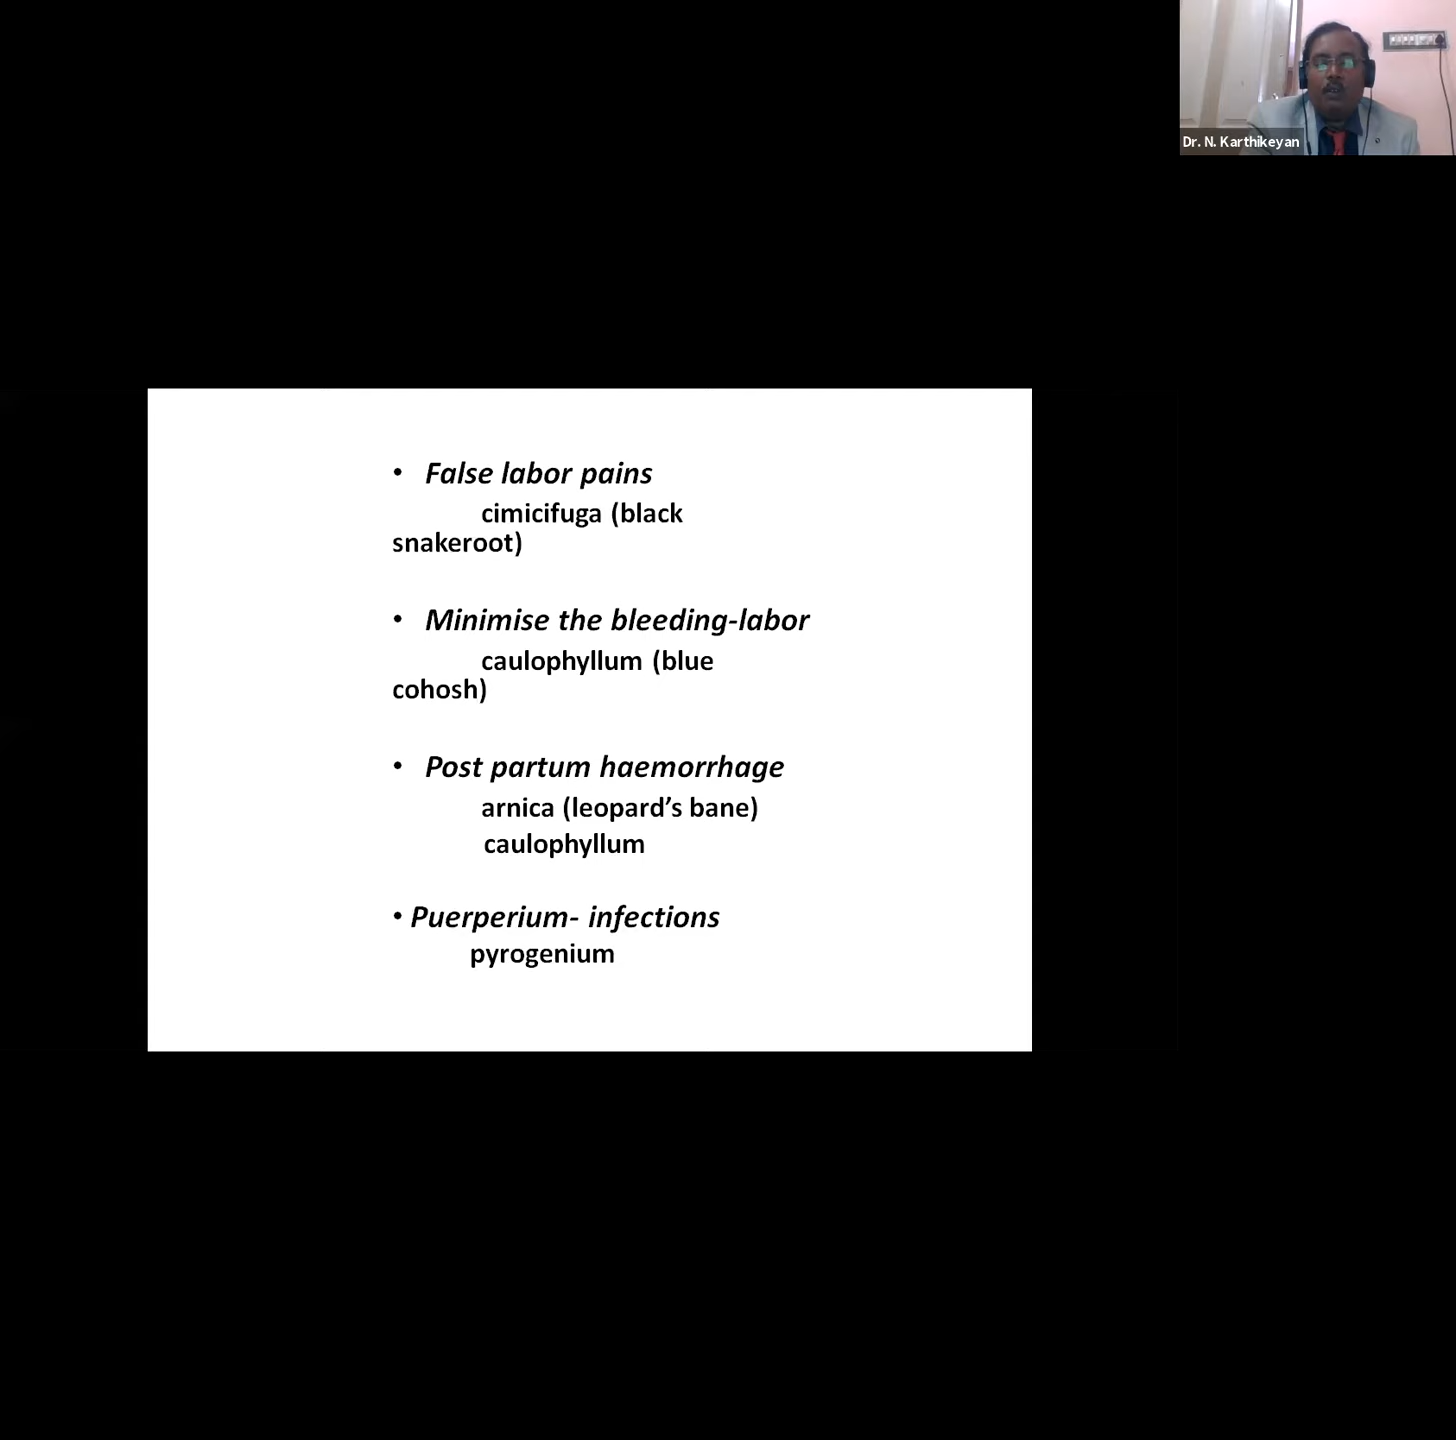 Dr. N. Karthikeyan
• False labor pains
cimicifuga (black
snakeroot)
• Minimise the bleeding-labor
caulophyllum (blue
cohosh)
• Post partum haemorrhage
arnica (leopard’s bane)
caulophyllum
• Puerperium- infections
pyrogenium